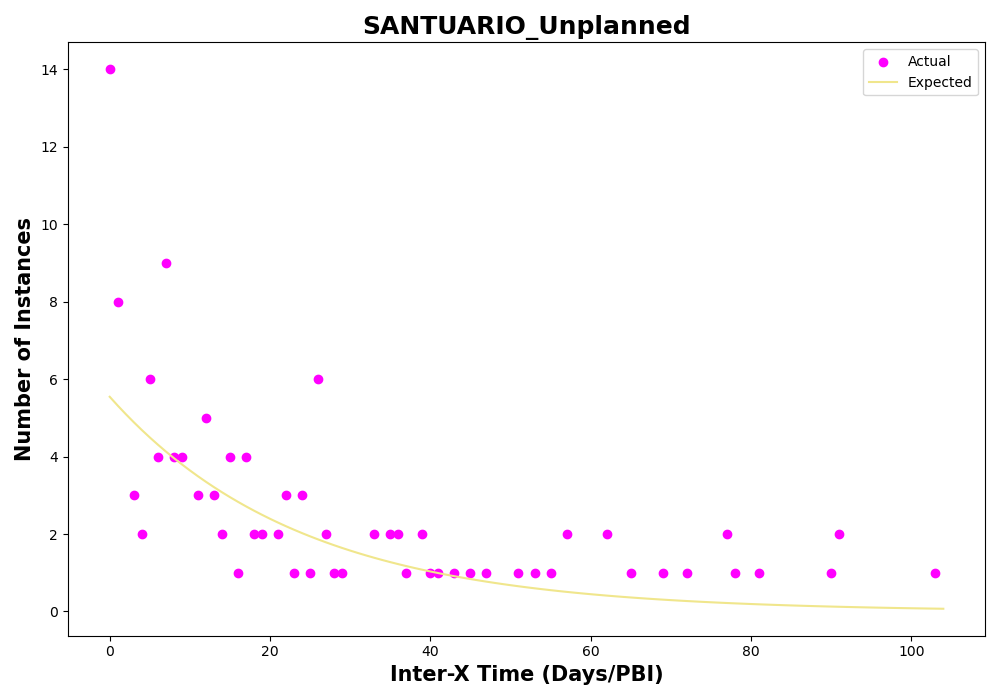 SANTUARIO_Unplanned
Actual
Expected
Number of Instances
14
12
10
8
6
4
2
0
0 20 40 60 80 100
Inter-X Time (Days/PBI)